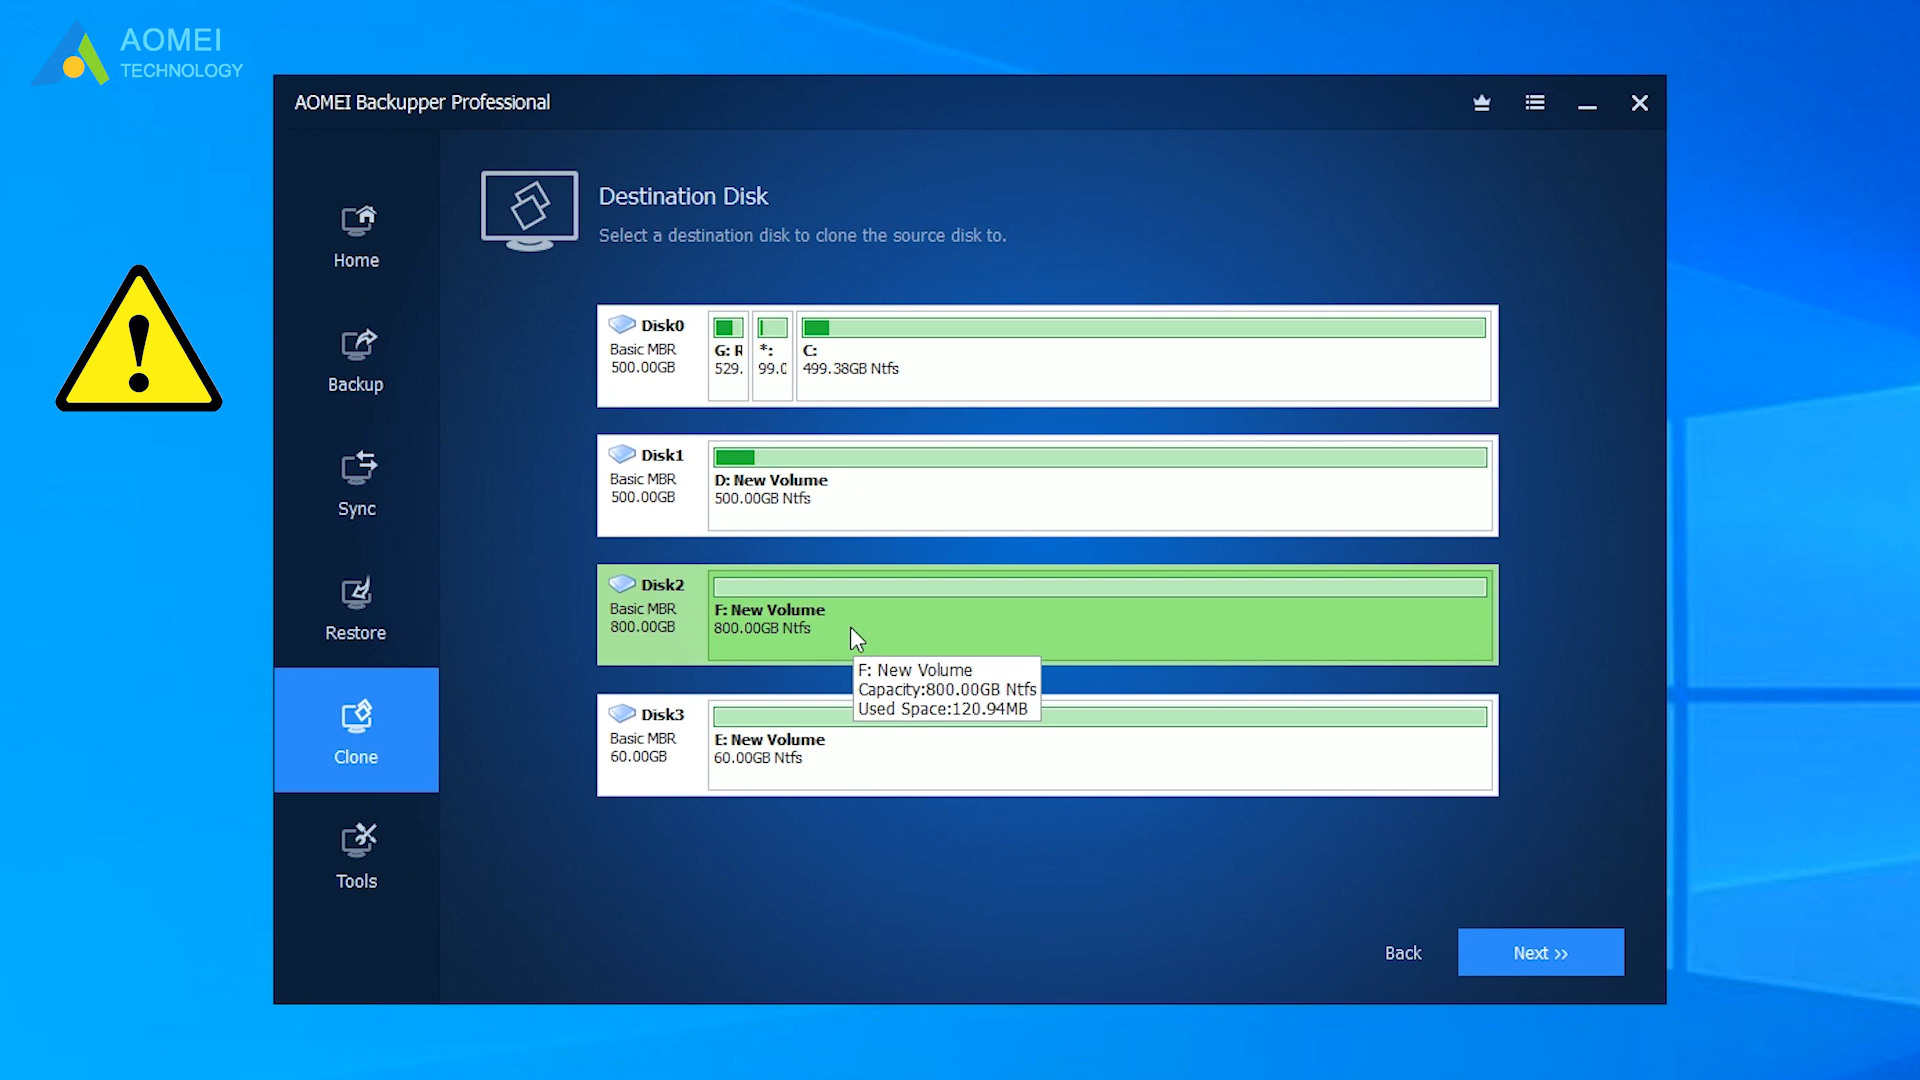 AOMEI
TECHNOLOGY
AOMEI Backupper Professional
Home
Backup
Sync
Restore
Clone
Tools
Destination Disk
Select a destination disk to clone the source disk to.
Disk0
Basic MBR
500.00GB
G: R
529.
*:
99.0
C:
499.38GB Ntfs
Disk1
Basic MBR
500.00GB
D: New Volume
500.00GB Ntfs
Disk2
Basic MBR
800.00GB
F: New Volume
800.00GB Ntfs
F: New Volume
Capacity:800.00GB Ntfs
Used Space:120.94MB
Disk3
Basic MBR
60.00GB
E: New Volume
60.00GB Ntfs
Back
Next >>